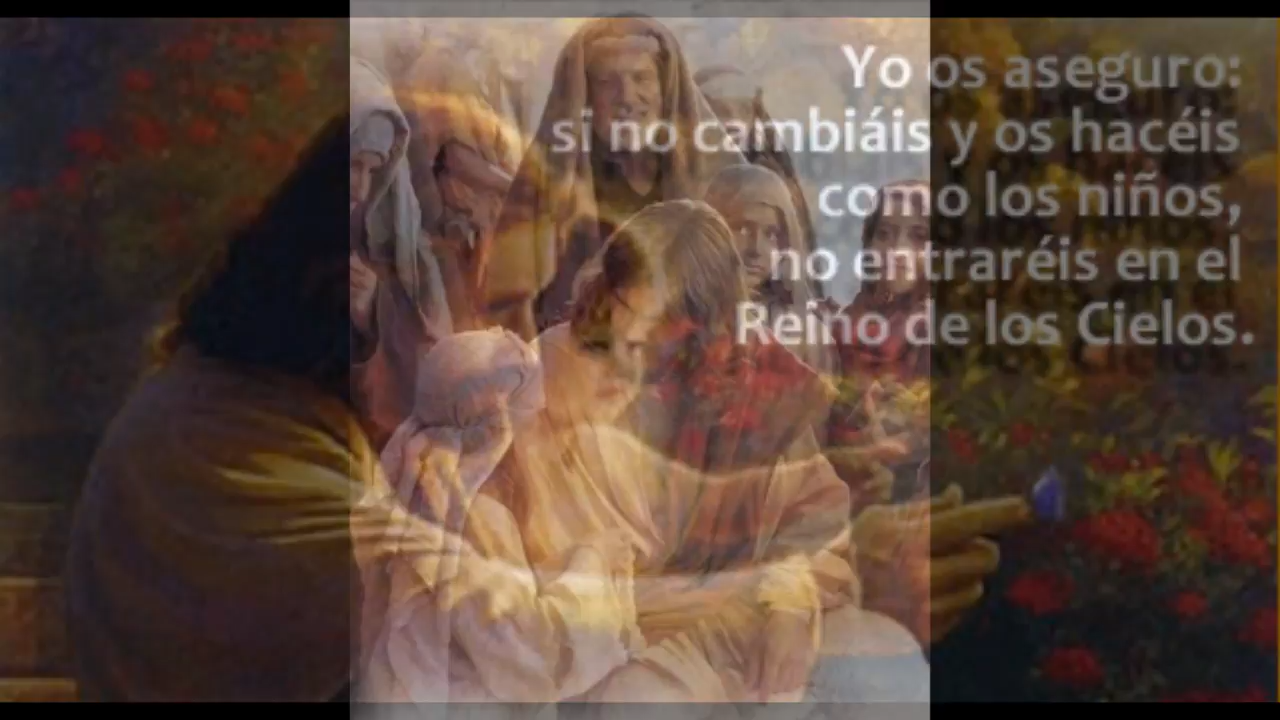 Yo os aseguro:
si no cambiáis y os hacéis
como los niños,
no entraréis en el
Reino de los Cielos.